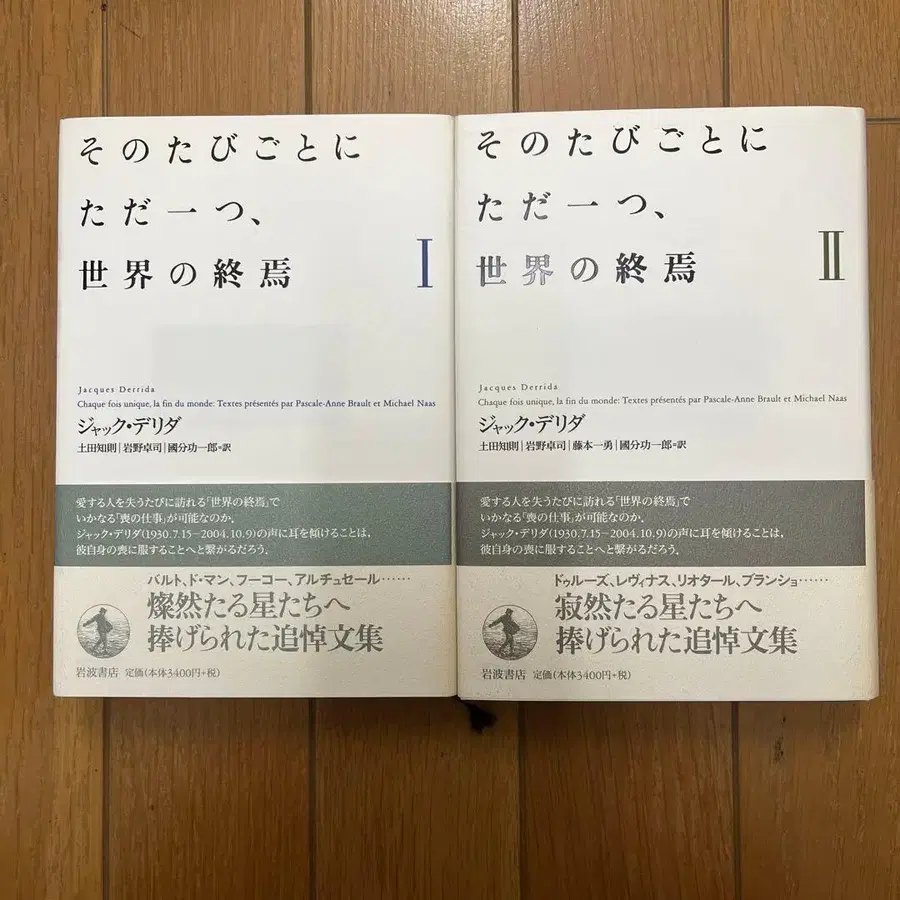 そのたびごとに
ただ一つ、
世界の終焉
I
Jacques Derrida
Chaque fois unique, la fin du monde: Textes présentés par Pascale-Anne Brault et Michael Naas
ジャック・デリダ
土田知則|岩野卓司|國分功一郎・訳
愛する人を失うたびに訪れる「世界の終焉」で
いかなる「喪の仕事」が可能なのか.
ジャック・デリダ(1930.7.15−2004.10.9)の声に耳を傾けることは,
彼自身の喪に服することへと繋がるだろう.
バルト、ド・マン、フーコー、アルチュセール……
燦然たる星たちへ
捧げられた追悼文集
岩波書店 定価(本体3400円+税)
そのたびごとに
ただ一つ、
世界の終焉
II
Jacques Derrida
Chaque fois unique, la fin du monde: Textes présentés par Pascale-Anne Brault et Michael Naas
ジャック・デリダ
土田知則|岩野卓司|藤本一勇|國分功一郎・訳
愛する人を失うたびに訪れる「世界の終焉」で
いかなる「喪の仕事」が可能なのか.
ジャック・デリダ(1930.7.15−2004.10.9)の声に耳を傾けることは,
彼自身の喪に服することへと繋がるだろう.
ドゥルーズ、レヴィナス、リオタール、ブランショ……
寂然たる星たちへ
捧げられた追悼文集
岩波書店 定価(本体3400円+税)